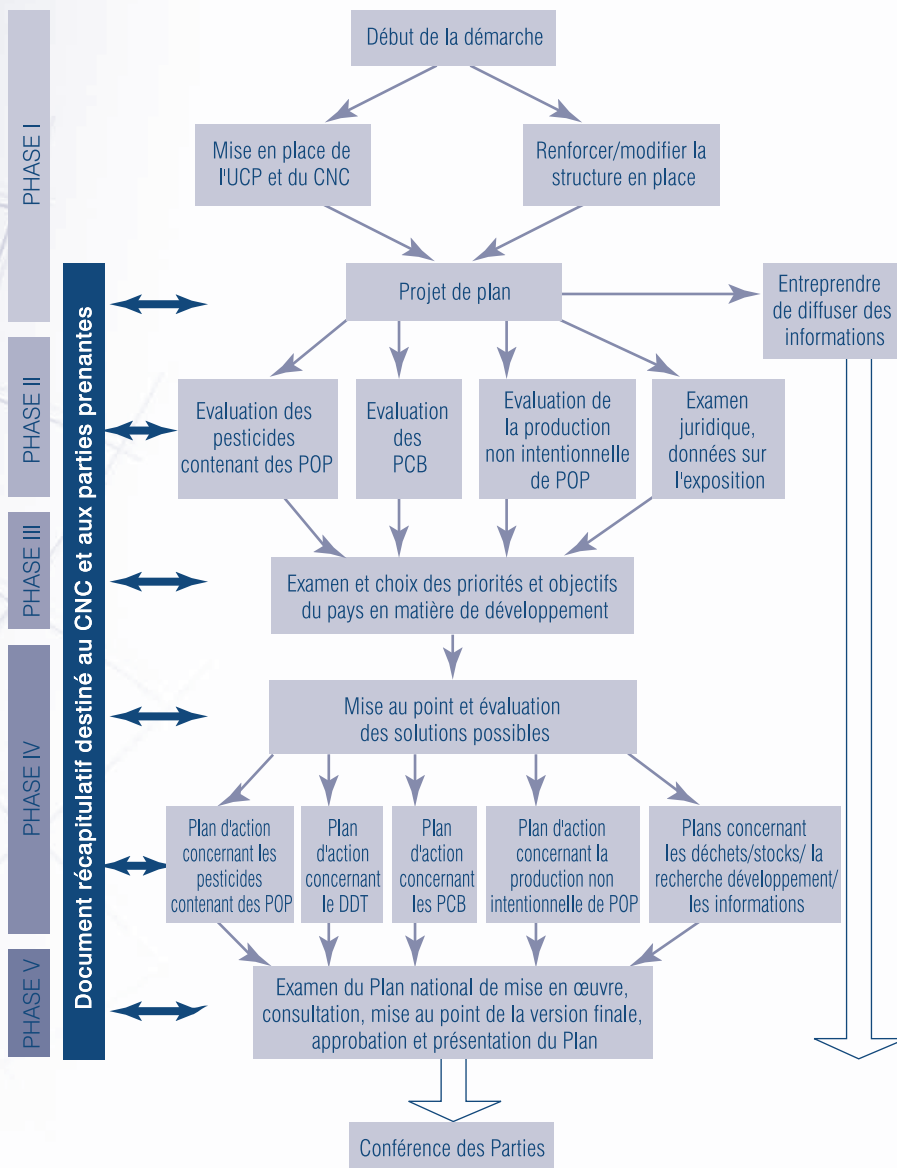 Début de la démarche
PHASE I
Mise en place de
l'UCP et du CNC
Renforcer/modifier la
structure en place
Projet de plan
Entreprendre
de diffuser des
informations
Document récapitulatif destiné au CNC et aux parties prenantes
PHASE II
Evaluation des
pesticides
contenant des POP
Evaluation
des
PCB
Evaluation de
la production
non intentionnelle
de POP
Examen
juridique,
données sur
l'exposition
PHASE III
Examen et choix des priorités et objectifs
du pays en matière de développement
PHASE IV
Mise au point et évaluation
des solutions possibles
Plan d'action
concernant les
pesticides
contenant des POP
Plan
d'action
concernant
le DDT
Plan
d'action
concernant
les PCB
Plan d'action
concernant la
production non
intentionnelle de POP
Plans concernant
les déchets/stocks/ la
recherche développement/
les informations
PHASE V
Examen du Plan national de mise en œuvre,
consultation, mise au point de la version finale,
approbation et présentation du Plan
Conférence des Parties